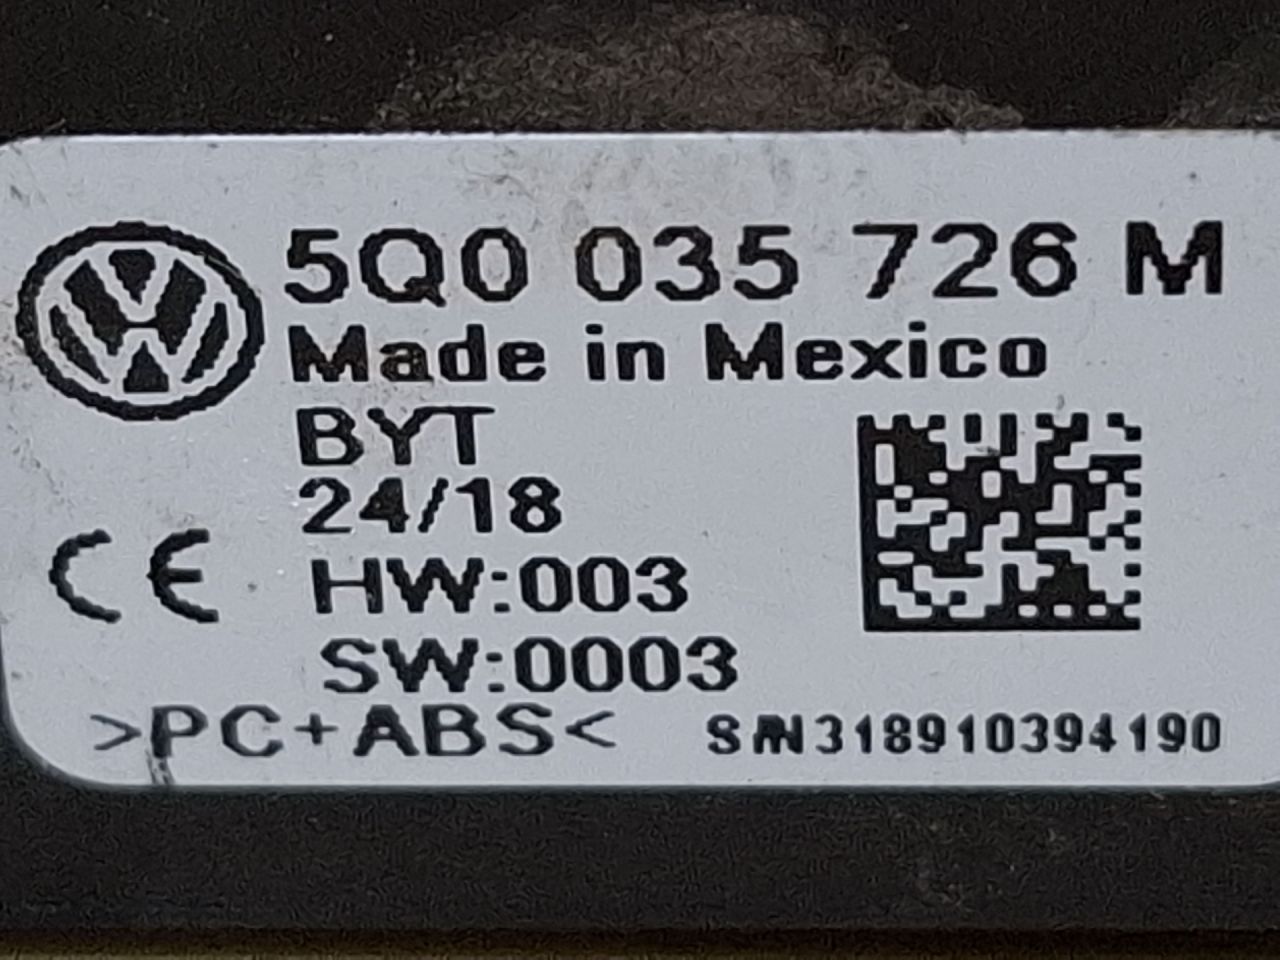 5Q0 035 726 M
Made in Mexico
BYT
24/18
CE
HW:003
SW:0003
>PC+ABS<
S/N318910394190